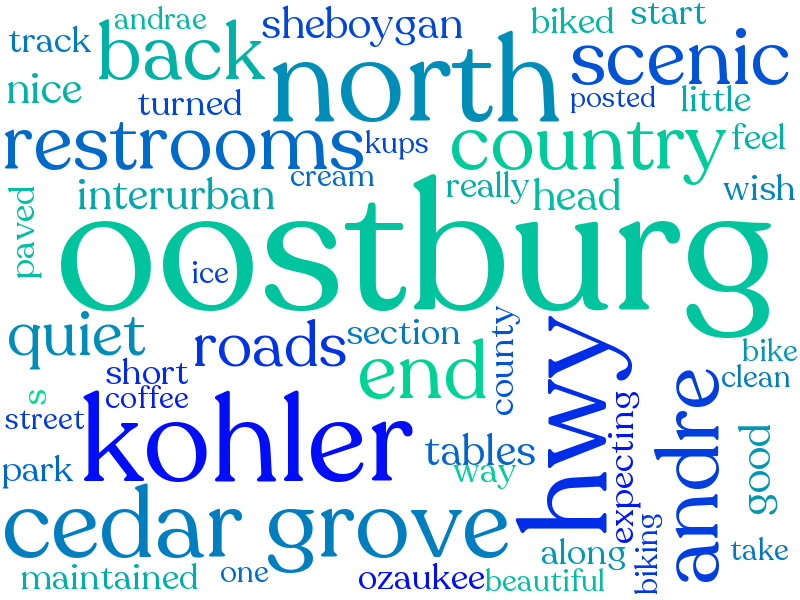 andrae
sheboygan
biked
start
track
back
north
scenic
nice
turned
posted
little
restrooms
kups
country
feel
cream
interurban
really
head
wish
paved
oostburg
ice
quiet
roads
section
county
hwy
end
bike
short
clean
s
coffee
street
kohler
expecting
andre
good
park
tables
way
cedar grove
along
biking
take
maintained
one
ozaukee
beautiful